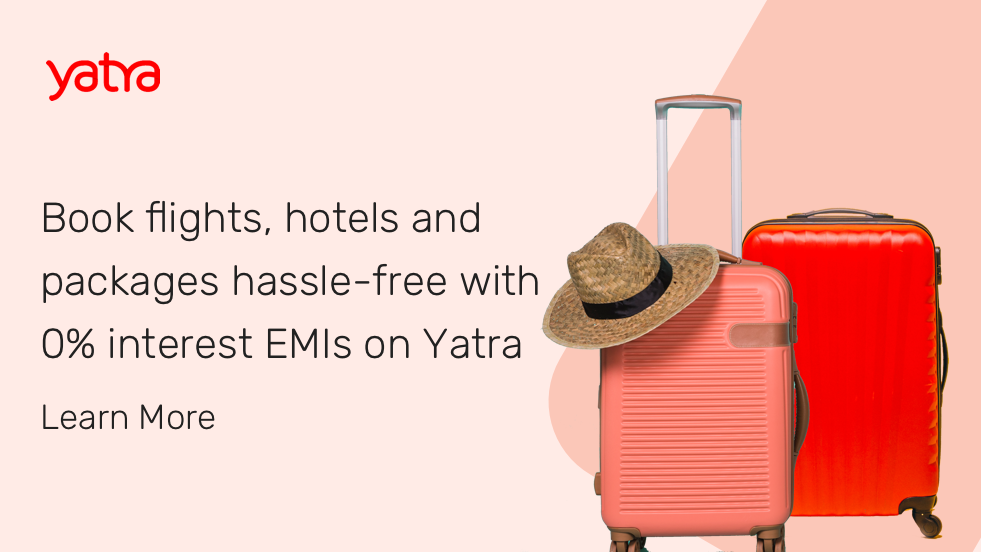 yatra
Book flights, hotels and
packages hassle-free with
0% interest EMIs on Yatra
Learn More